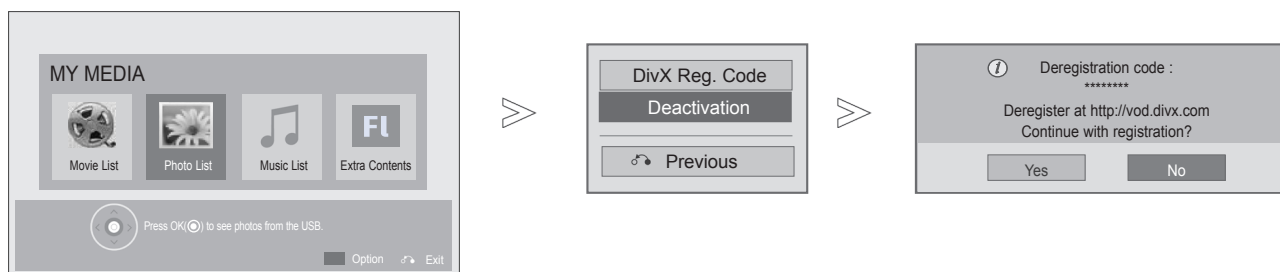 MY MEDIA
Movie List
Photo List
Music List
FL
Extra Contents
Press OK(◉) to see photos from the USB.
Option
Exit
DivX Reg. Code
Deactivation
Previous
i Deregistration code :
********
Deregister at http://vod.divx.com
Continue with registration?
Yes
No